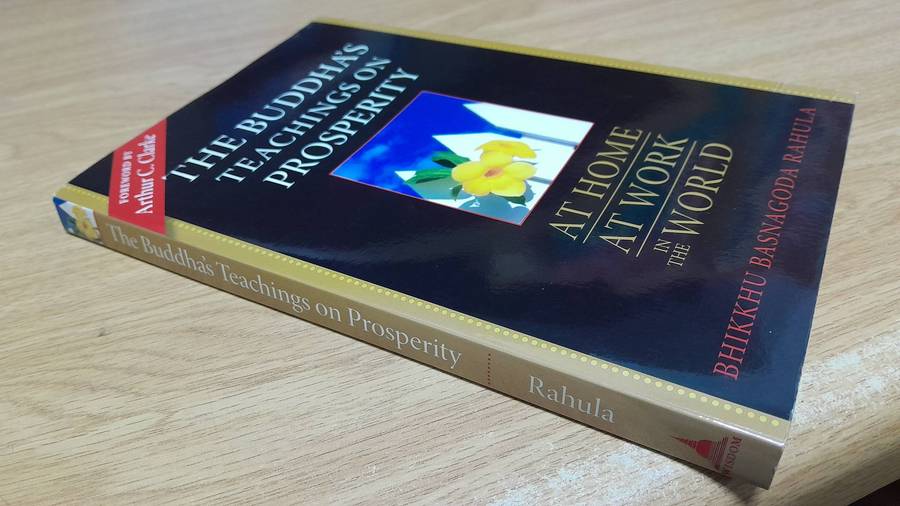 FOREWORD BY
Arthur C. Clarke
THE BUDDHA'S
TEACHINGS ON
PROSPERITY
AT HOME
AT WORK
IN THE WORLD
BHIKKHU BASNAGODA RAHULA
The Buddha's Teachings on Prosperity
Rahula
WISDOM